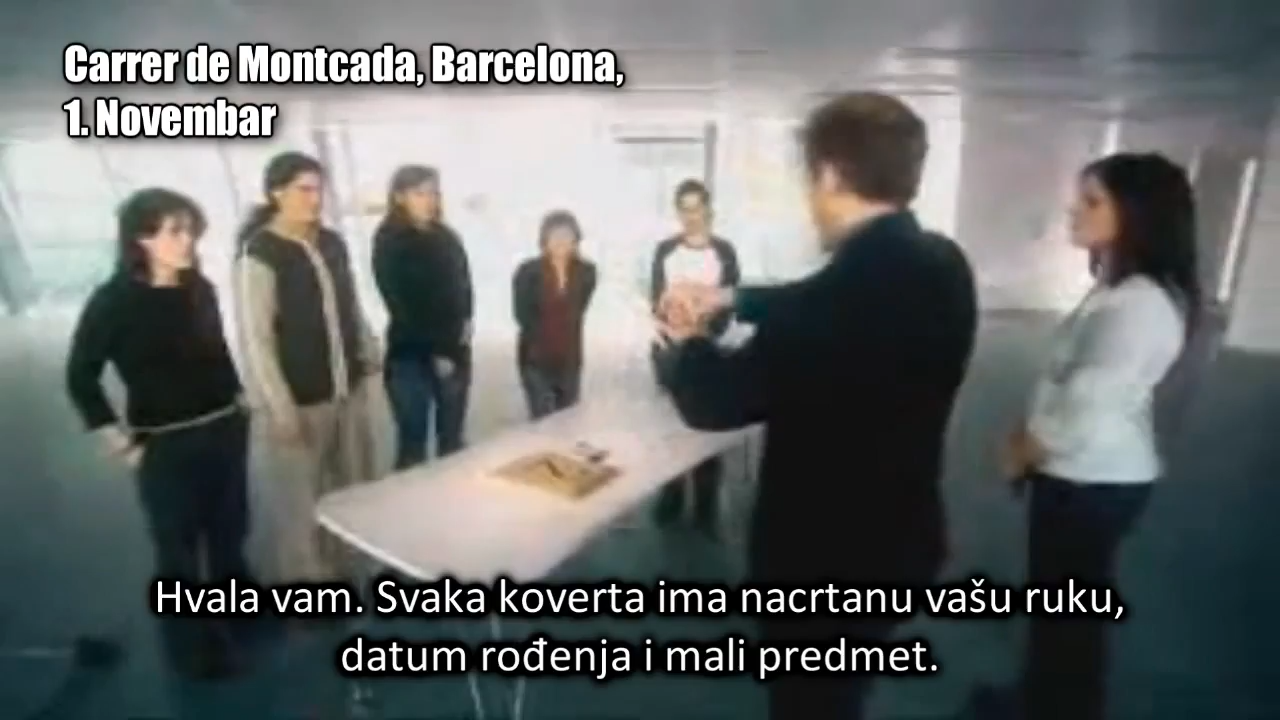 Carrer de Montcada, Barcelona,
1. Novembar
Hvala vam. Svaka koverta ima nacrtanu vašu ruku,
datum rođenja i mali predmet.